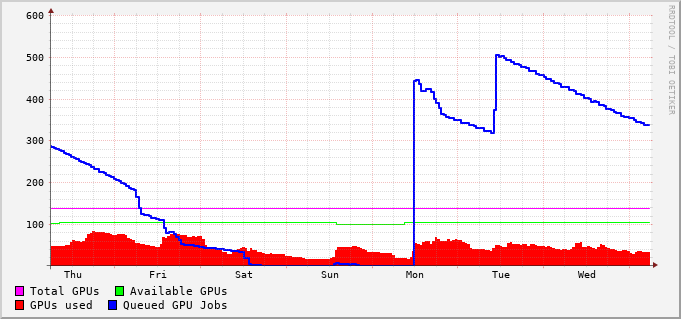 600
500
400
300
200
100
Thu Fri Sat Sun Mon Tue Wed
Total GPUs Available GPUs
GPUs used Queued GPU Jobs
RRDTOOL / TOBI OETIKER